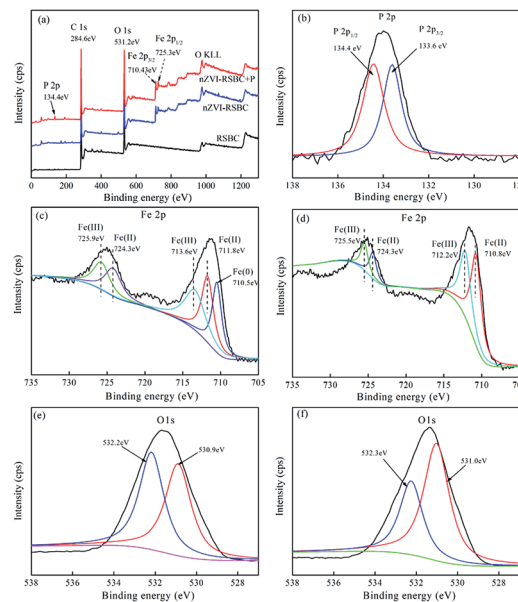 (a)
C 1s
284.6eV
O 1s
531.2eV
Fe 2p3/2
710.43eV
Fe 2p1/2
725.3eV
O KLL
nZVI-RSBC+P
nZVI-RSBC
RSBC
P 2p
134.4eV
Intensity (cps)
0 200 400 600 800 1000 1200
Binding energy (eV)
(b)
P 2p
P 2p1/2
134.4 eV
P 2p3/2
133.6 eV
Intensity (cps)
138 136 134 132 130
Binding energy (eV)
(c)
Fe 2p
Fe(III)
725.9eV
Fe(II)
724.3eV
Fe(III)
713.6eV
Fe(II)
711.8eV
Fe(0)
710.5eV
Intensity (cps)
735 730 725 720 715 710 705
Binding energy (eV)
(d)
Fe 2p
Fe(III)
725.5eV
Fe(II)
724.3eV
Fe(III)
712.2eV
Fe(II)
710.8eV
Intensity (cps)
735 730 725 720 715 710 705
Binding energy (eV)
(e)
O1s
532.2eV
530.9eV
Intensity (cps)
538 536 534 532 530 528
Binding energy (eV)
(f)
O1s
532.3eV
531.0eV
Intensity (cps)
538 536 534 532 530 528
Binding energy (eV)